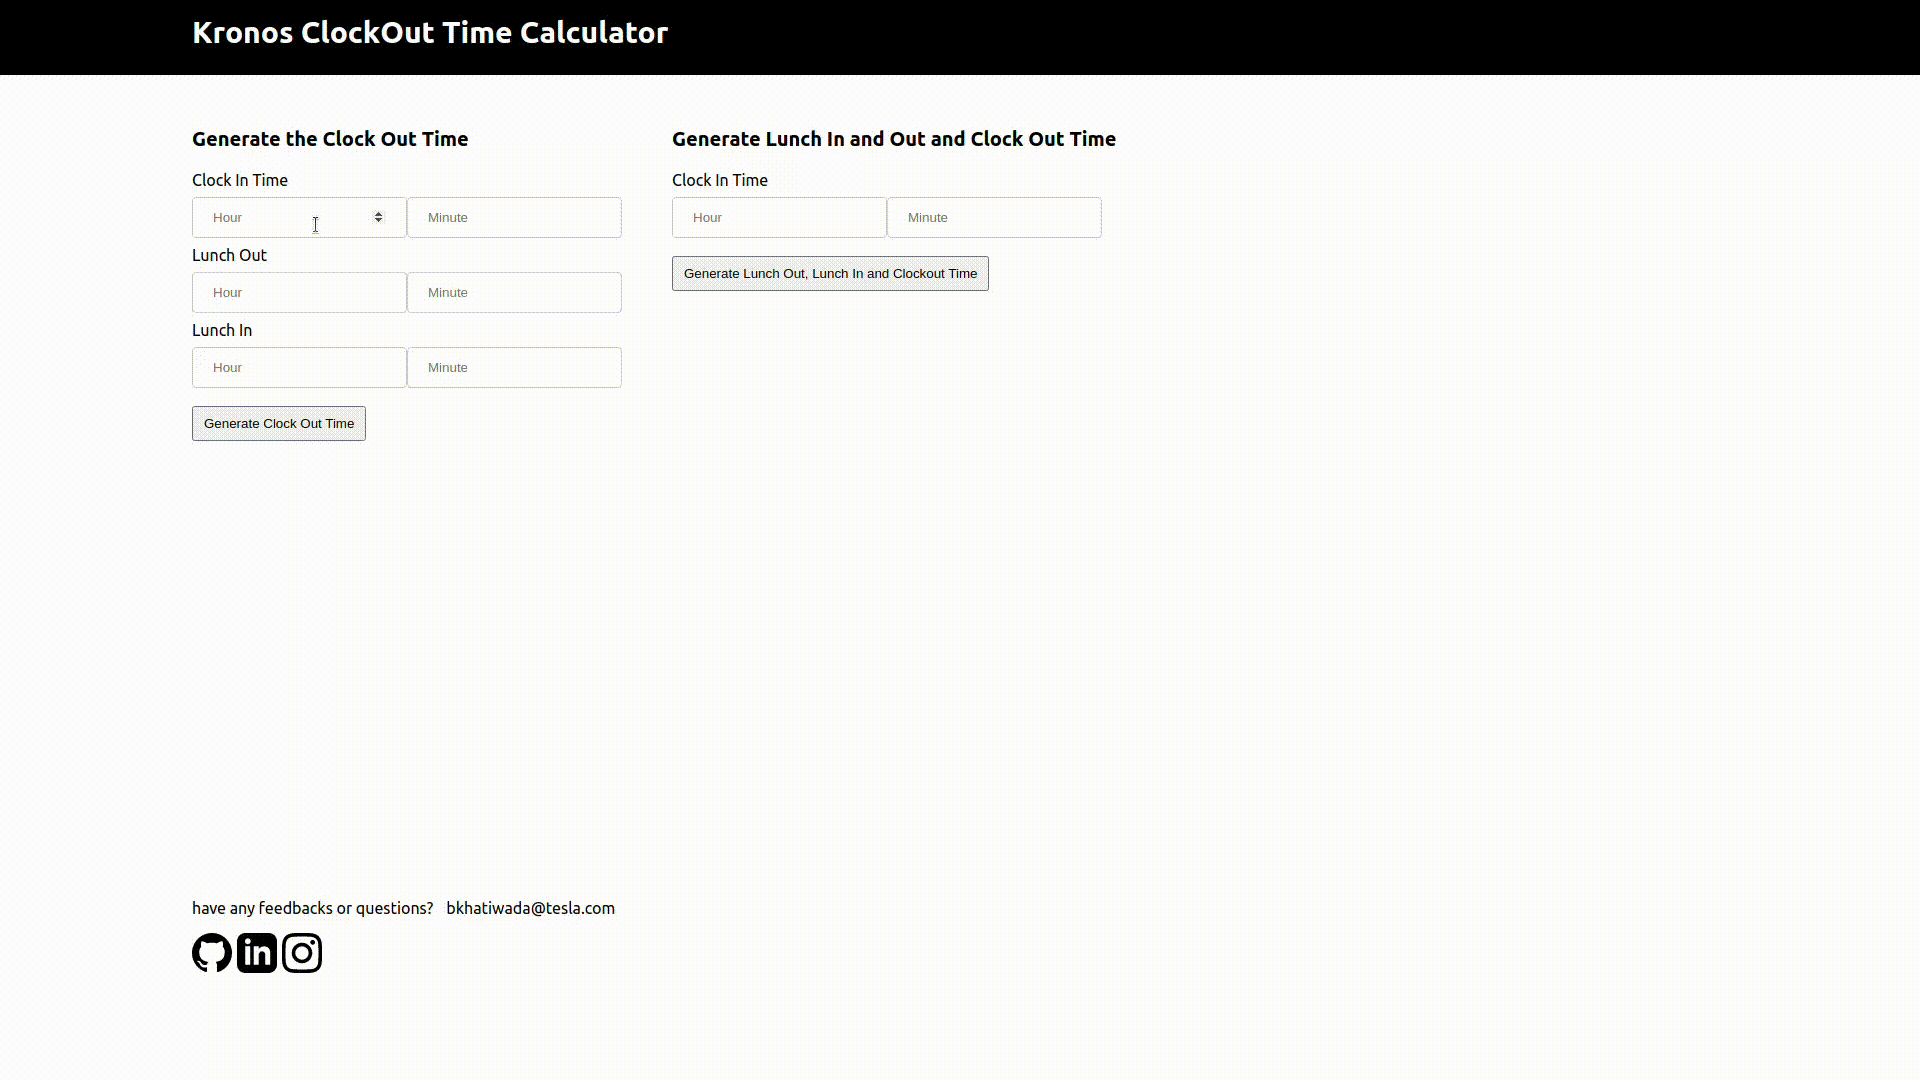 Kronos ClockOut Time Calculator
Generate the Clock Out Time
Clock In Time
Hour Minute
Lunch Out
Hour Minute
Lunch In
Hour Minute
Generate Clock Out Time
Generate Lunch In and Out and Clock Out Time
Clock In Time
Hour Minute
Generate Lunch Out, Lunch In and Clockout Time
have any feedbacks or questions? bkhatiwada@tesla.com
in